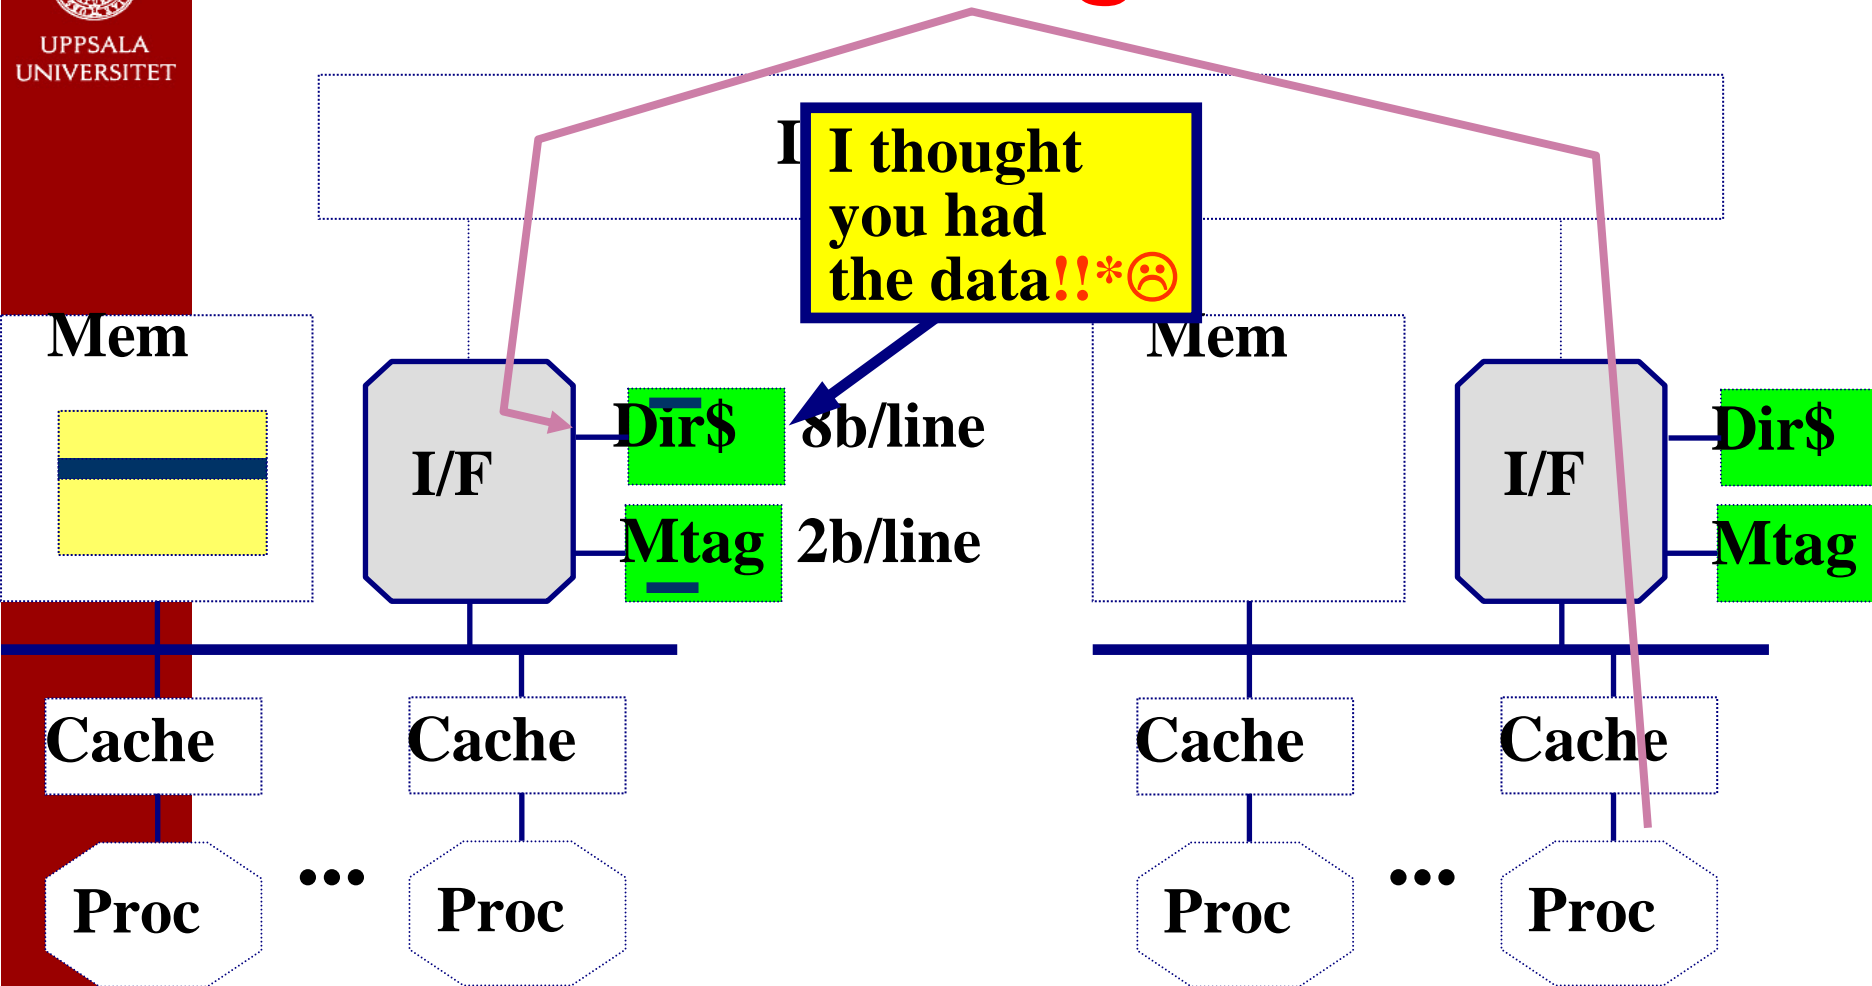 UPPSALA
UNIVERSITET
I
I thought
you had
the data!!*☹
Mem
Mem
Dir$
8b/line
I/F
Mtag
2b/line
Dir$
I/F
Mtag
Cache
Cache
Cache
Cache
Proc
•••
Proc
Proc
•••
Proc